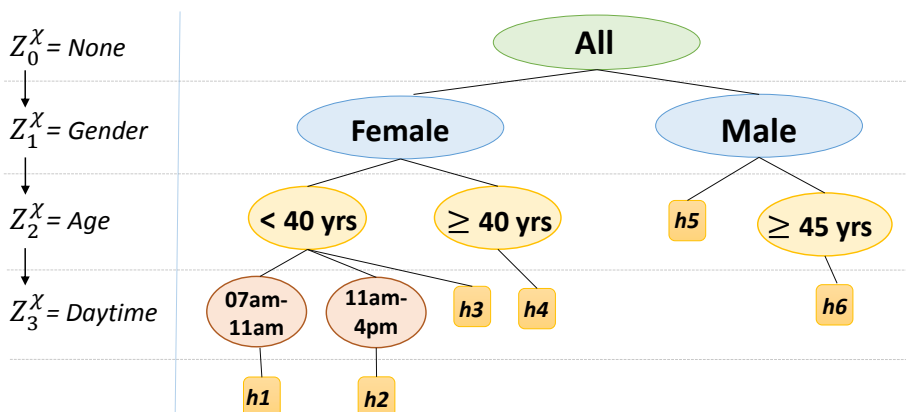 Z₀^χ = None
All
Z₁^χ = Gender
Female
Male
Z₂^χ = Age
< 40 yrs
≥ 40 yrs
h5
≥ 45 yrs
Z₃^χ = Daytime
07am-
11am
11am-
4pm
h3
h4
h6
h1
h2